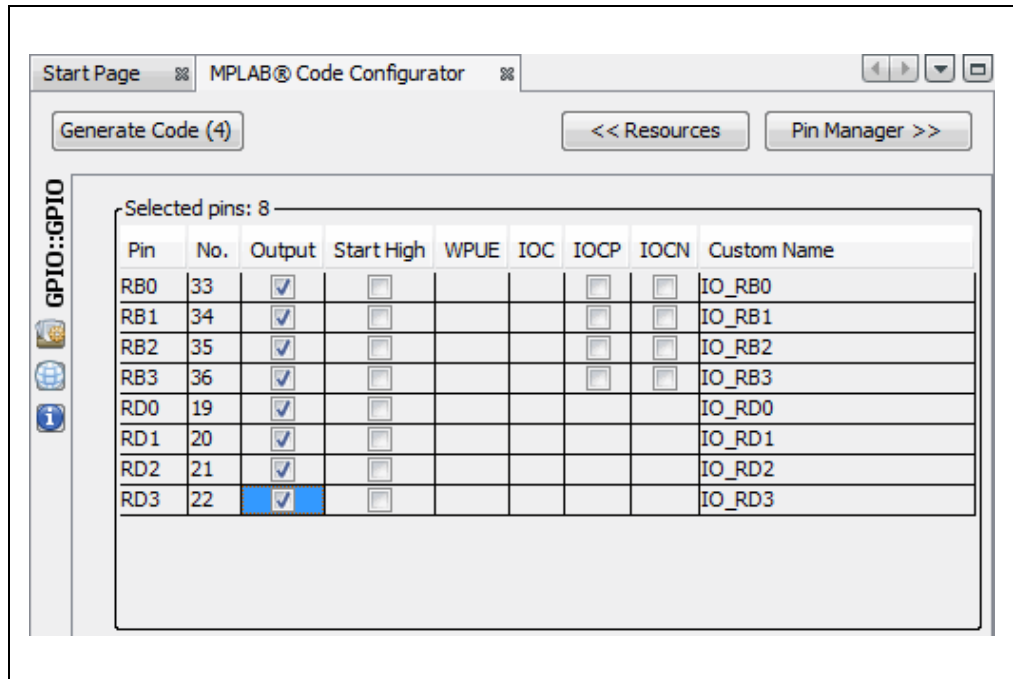 Start Page MPLAB® Code Configurator
Generate Code (4) << Resources Pin Manager >>
GPIO::GPIO
Selected pins: 8
Pin No. Output Start High WPUE IOC IOCP IOCN Custom Name
RB0 33 IO_RB0
RB1 34 IO_RB1
RB2 35 IO_RB2
RB3 36 IO_RB3
RD0 19 IO_RD0
RD1 20 IO_RD1
RD2 21 IO_RD2
RD3 22 IO_RD3